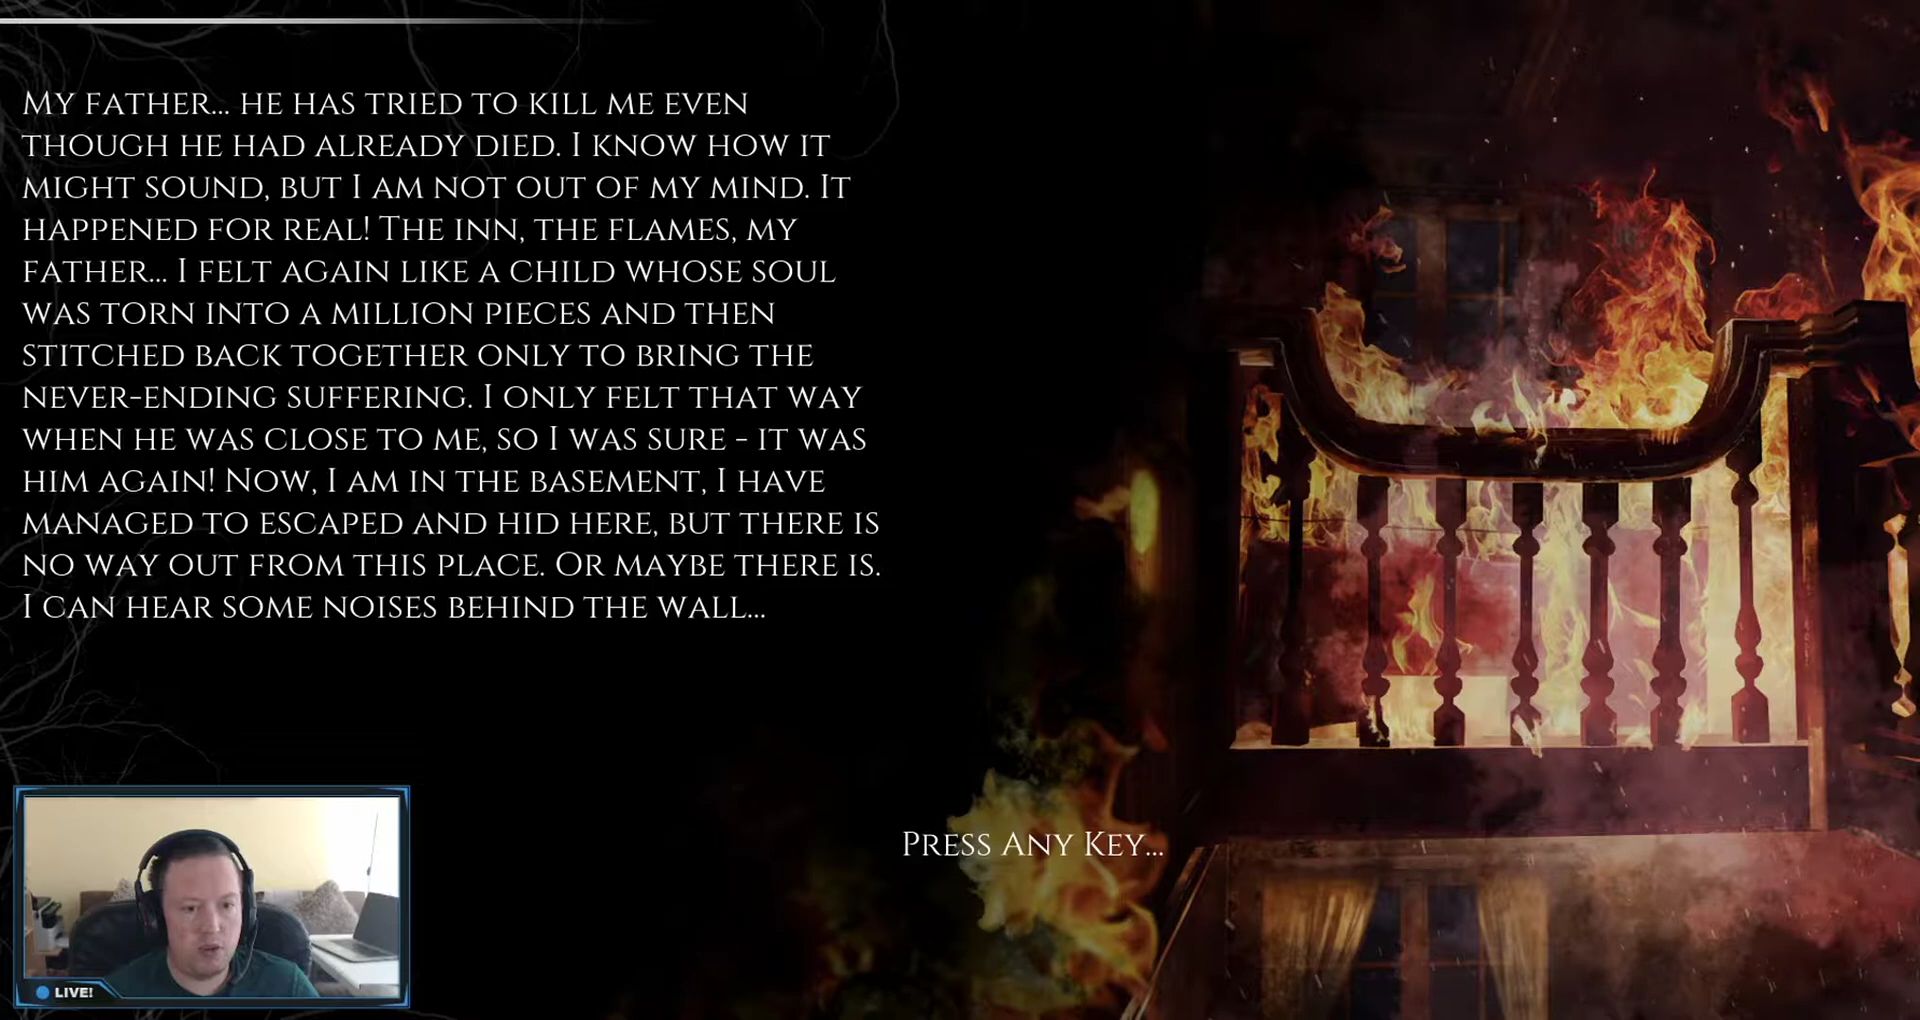 My father... he has tried to kill me even
though he had already died. I know how it
might sound, but I am not out of my mind. It
happened for real! The inn, the flames, my
father... I felt again like a child whose soul
was torn into a million pieces and then
stitched back together only to bring the
never-ending suffering. I only felt that way
when he was close to me, so I was sure - it was
him again! Now, I am in the basement, I have
managed to escaped and hid here, but there is
no way out from this place. Or maybe there is.
I can hear some noises behind the wall...
Press Any Key...
LIVE!